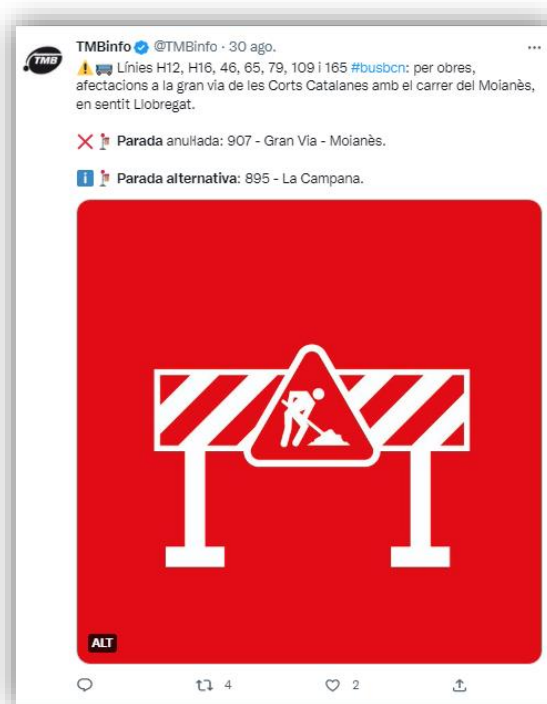 TMB
TMBinfo @TMBinfo · 30 ago.
Línies H12, H16, 46, 65, 79, 109 i 165 #busbcn: per obres,
afectacions a la gran via de les Corts Catalanes amb el carrer del Moianès,
en sentit Llobregat.
Parada anul·lada: 907 - Gran Via - Moianès.
Parada alternativa: 895 - La Campana.
ALT
4
2